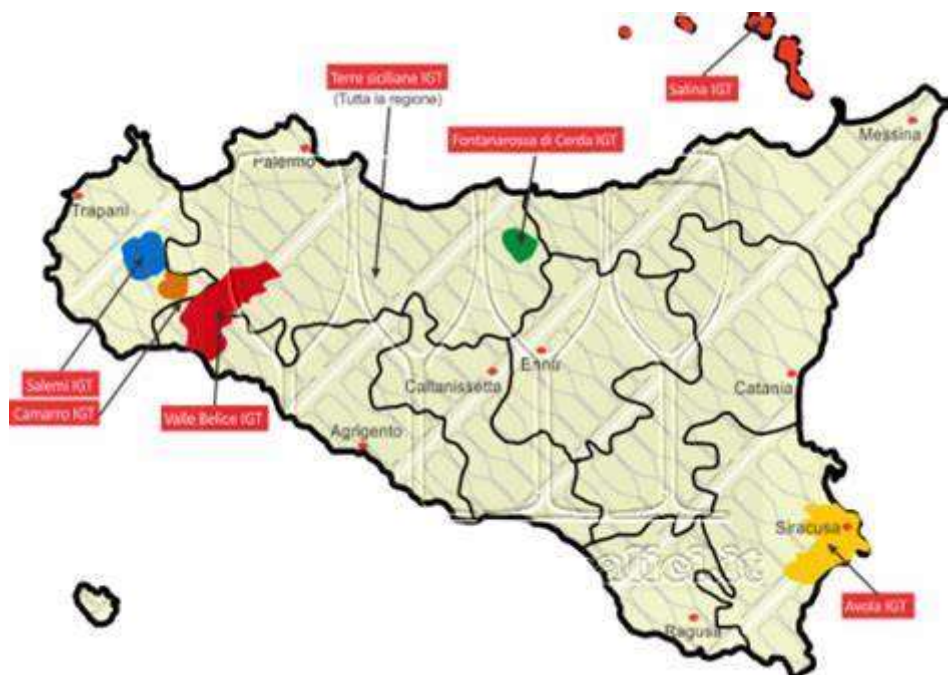 Terre siciliane IGT
(Tutta la regione)
Salina IGT
Fontanarossa di Cerda IGT
Messina
Palermo
Trapani
Salemi IGT
Camarro IGT
Valle Belice IGT
Enna
Caltanissetta
Catania
Agrigento
Siracusa
Avola IGT
Ragusa